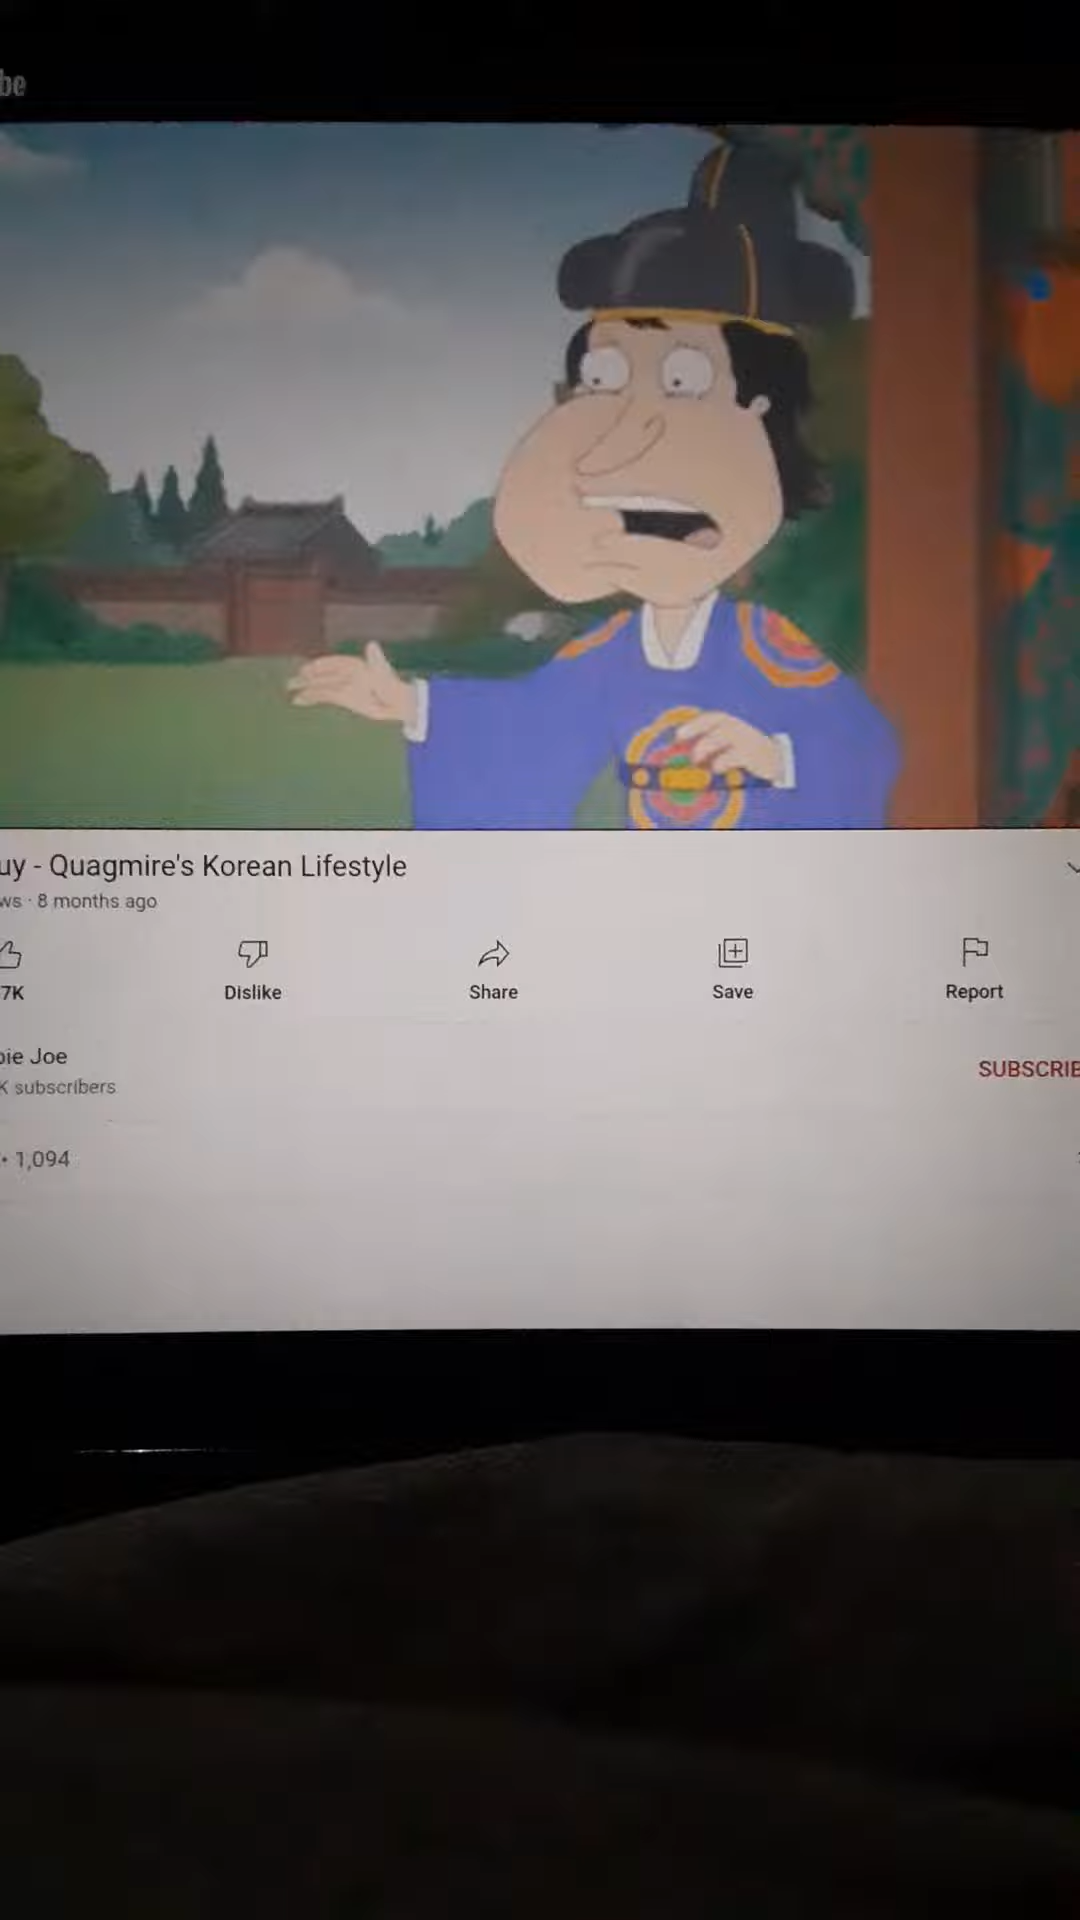 be
uy - Quagmire's Korean Lifestyle
ws · 8 months ago
7K
Dislike
Share
Save
Report
bie Joe
K subscribers
SUBSCRIB
• 1,094